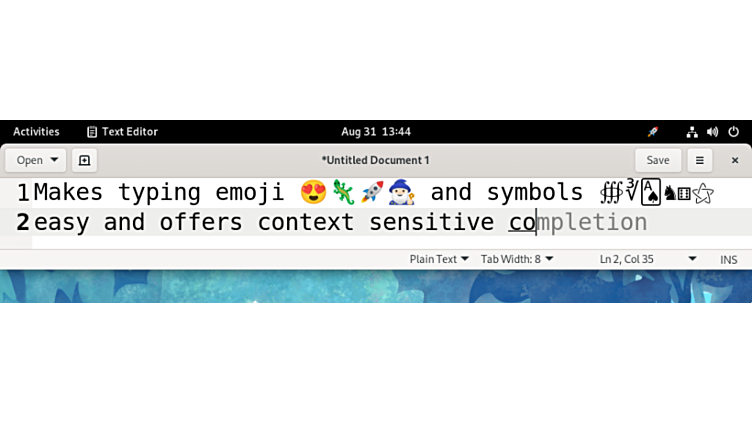 Activities Text Editor Aug 31 13:44
Open *Untitled Document 1 Save
1 Makes typing emoji 😍🦎🚀🧙‍♂️ and symbols ∰∛🂡♞⚅⚝
2 easy and offers context sensitive completion
Plain Text Tab Width: 8 Ln 2, Col 35 INS